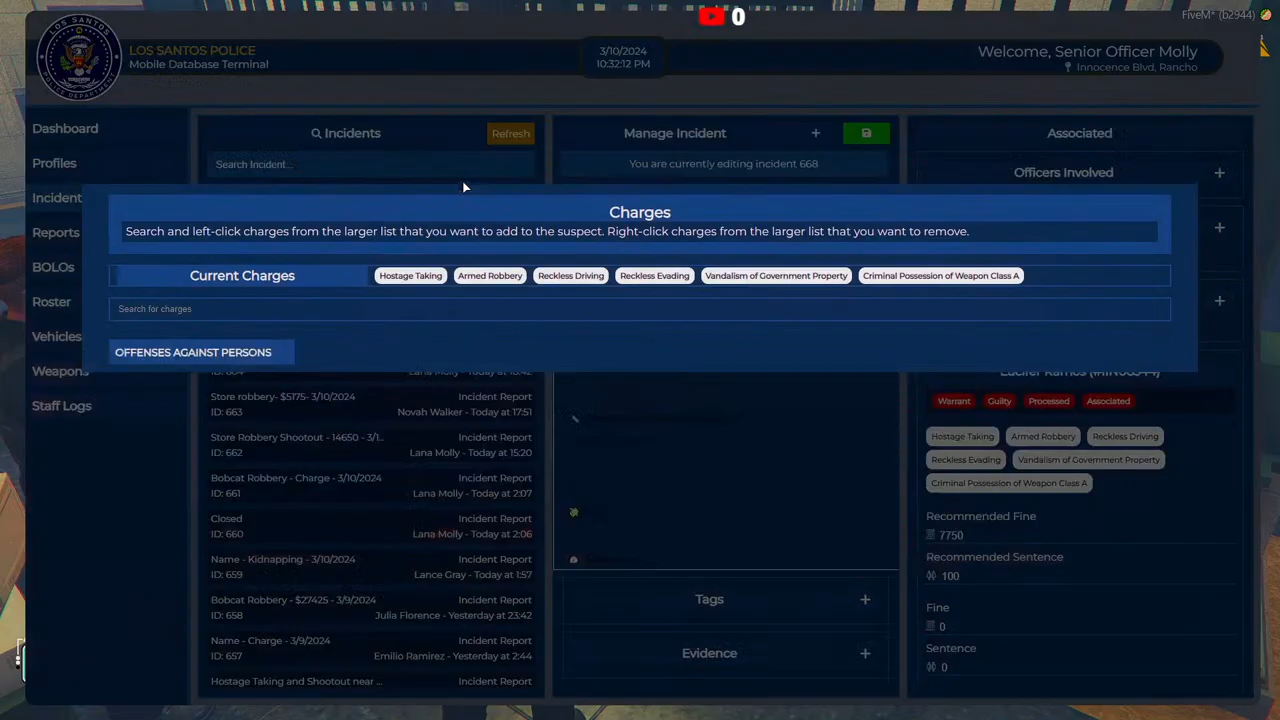 0
FiveM* (b2944)
LOS SANTOS POLICE
Mobile Database Terminal
3/10/2024
10:32:12 PM
Welcome, Senior Officer Molly
Innocence Blvd, Rancho
Dashboard
Profiles
Incident
Reports
BOLOs
Roster
Vehicles
Weapons
Staff Logs
Incidents
Refresh
Search Incident...
Manage Incident
You are currently editing incident 668
Associated
Officers Involved
Charges
Search and left-click charges from the larger list that you want to add to the suspect. Right-click charges from the larger list that you want to remove.
Current Charges
Hostage Taking
Armed Robbery
Reckless Driving
Reckless Evading
Vandalism of Government Property
Criminal Possession of Weapon Class A
Search for charges
OFFENSES AGAINST PERSONS
Store robbery- $5175- 3/10/2024 Incident Report
ID: 663 Novah Walker - Today at 17:51
Store Robbery Shootout - 14650 - 3/1... Incident Report
ID: 662 Lana Molly - Today at 15:20
Bobcat Robbery - Charge - 3/10/2024 Incident Report
ID: 661 Lana Molly - Today at 2:07
Closed Incident Report
ID: 660 Lana Molly - Today at 2:06
Name - Kidnapping - 3/10/2024 Incident Report
ID: 659 Lance Gray - Today at 1:57
Bobcat Robbery - $27425 - 3/9/2024 Incident Report
ID: 658 Julia Florence - Yesterday at 23:42
Name - Charge - 3/9/2024 Incident Report
ID: 657 Emilio Ramirez - Yesterday at 2:44
Hostage Taking and Shootout near ... Incident Report
Tags
Evidence
Lucifer Ramos
Warrant
Guilty
Processed
Associated
Hostage Taking
Armed Robbery
Reckless Driving
Reckless Evading
Vandalism of Government Property
Criminal Possession of Weapon Class A
Recommended Fine
7750
Recommended Sentence
100
Fine
0
Sentence
0